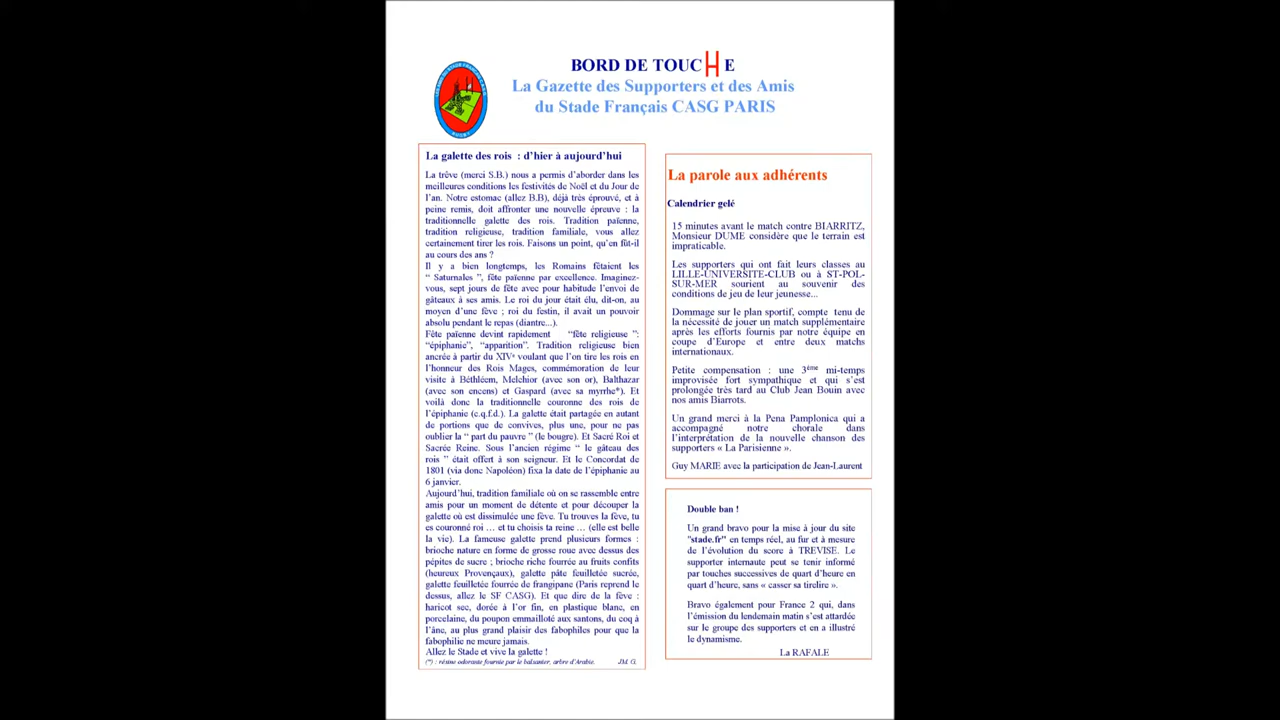 BORD DE TOUCHE
La Gazette des Supporters et des Amis
du Stade Français CASG PARIS
La galette des rois : d'hier à aujourd'hui
La trêve (merci S.B.) nous a permis d'aborder dans les
meilleures conditions les festivités de Noël et du Jour de
l'an. Notre estomac (allez B.B), déjà très éprouvé, et à
peine remis, doit affronter une nouvelle épreuve : la
traditionnelle galette des rois. Tradition païenne,
tradition religieuse, tradition familiale, vous allez
certainement tirer les rois. Faisons un point, qu'en fût-il
au cours des ans ?
Il y a bien longtemps, les Romains fêtaient les
“ Saturnales ”, fête païenne par excellence. Imaginez-
vous, sept jours de fête avec pour habitude l'envoi de
gâteaux à ses amis. Le roi du jour était élu, dit-on, au
moyen d'une fève ; roi du festin, il avait un pouvoir
absolu pendant le repas (diantre...).
Fête païenne devint rapidement “fête religieuse ”:
“épiphanie”, “apparition”. Tradition religieuse bien
ancrée à partir du XIVe voulant que l'on tire les rois en
l'honneur des Rois Mages, commémoration de leur
visite à Béthléem, Melchior (avec son or), Balthazar
(avec son encens) et Gaspard (avec sa myrrhe*). Et
voilà donc la traditionnelle couronne des rois de
l'épiphanie (c.q.f.d.). La galette était partagée en autant
de portions que de convives, plus une, pour ne pas
oublier la “ part du pauvre ” (le bougre). Et Sacré Roi et
Sacrée Reine. Sous l'ancien régime “ le gâteau des
rois ” était offert à son seigneur. Et le Concordat de
1801 (via donc Napoléon) fixa la date de l'épiphanie au
6 janvier.
Aujourd'hui, tradition familiale où on se rassemble entre
amis pour un moment de détente et pour découper la
galette où est dissimulée une fève. Tu trouves la fève, tu
es couronné roi … et tu choisis ta reine … (elle est belle
la vie). La fameuse galette prend plusieurs formes :
brioche nature en forme de grosse roue avec dessus des
pépites de sucre ; brioche riche fourrée au fruits confits
(heureux Provençaux), galette pâte feuilletée sucrée,
galette feuilletée fourrée de frangipane (Paris reprend le
dessus, allez le SF CASG). Et que dire de la fève :
haricot sec, dorée à l'or fin, en plastique blanc, en
porcelaine, du poupon emmailloté aux santons, du coq à
l'âne, au plus grand plaisir des fabophiles pour que la
fabophilie ne meure jamais.
Allez le Stade et vive la galette !
(*) : résine odorante fournie par le balsamier, arbre d'Arabie. JM. G.
La parole aux adhérents
Calendrier gelé
15 minutes avant le match contre BIARRITZ,
Monsieur DUME considère que le terrain est
impraticable.
Les supporters qui ont fait leurs classes au
LILLE-UNIVERSITE-CLUB ou à ST-POL-
SUR-MER sourient au souvenir des
conditions de jeu de leur jeunesse...
Dommage sur le plan sportif, compte tenu de
la nécessité de jouer un match supplémentaire
après les efforts fournis par notre équipe en
coupe d'Europe et entre deux matchs
internationaux.
Petite compensation : une 3ème mi-temps
improvisée fort sympathique et qui s'est
prolongée très tard au Club Jean Bouin avec
nos amis Biarrots.
Un grand merci à la Pena Pamplonica qui a
accompagné notre chorale dans
l'interprétation de la nouvelle chanson des
supporters « La Parisienne ».
Guy MARIE avec la participation de Jean-Laurent
Double ban !
Un grand bravo pour la mise à jour du site
"stade.fr" en temps réel, au fur et à mesure
de l'évolution du score à TREVISE. Le
supporter internaute peut se tenir informé
par touches successives de quart d'heure en
quart d'heure, sans « casser sa tirelire ».
Bravo également pour France 2 qui, dans
l'émission du lendemain matin s'est attardée
sur le groupe des supporters et en a illustré
le dynamisme.
La RAFALE